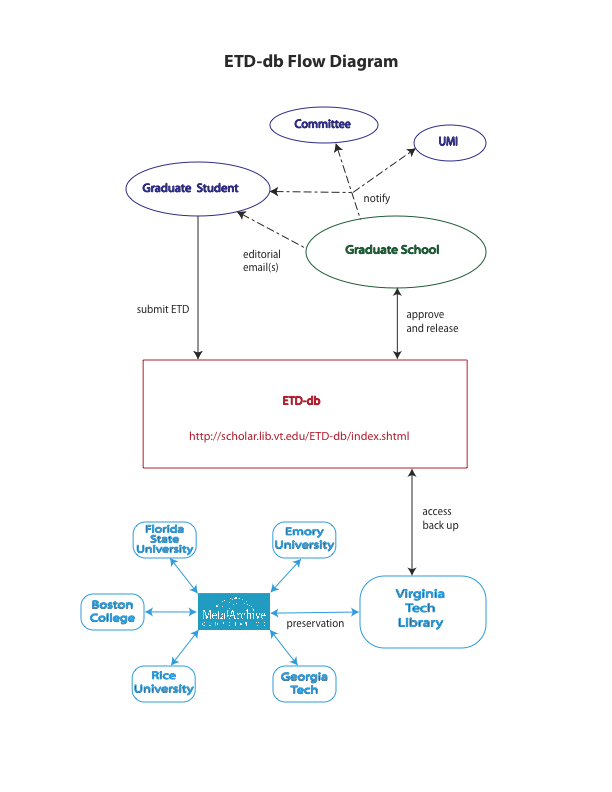 ETD-db Flow Diagram
Committee
UMI
Graduate Student
notify
Graduate School
editorial
email(s)
submit ETD
approve
and release
ETD-db
http://scholar.lib.vt.edu/ETD-db/index.shtml
access
back up
Florida
State
University
Emory
University
Boston
College
MetaArchive
preservation
Virginia
Tech
Library
Rice
University
Georgia
Tech